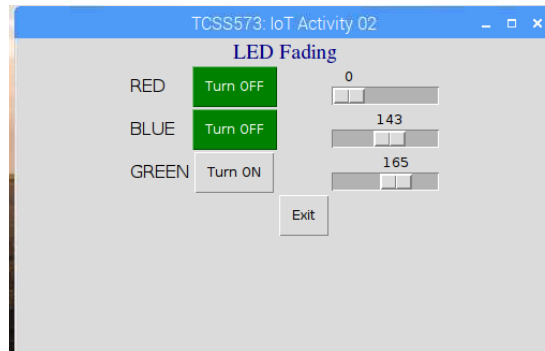 TCSS573: IoT Activity 02
LED Fading
RED Turn OFF 0
BLUE Turn OFF 143
GREEN Turn ON 165
Exit